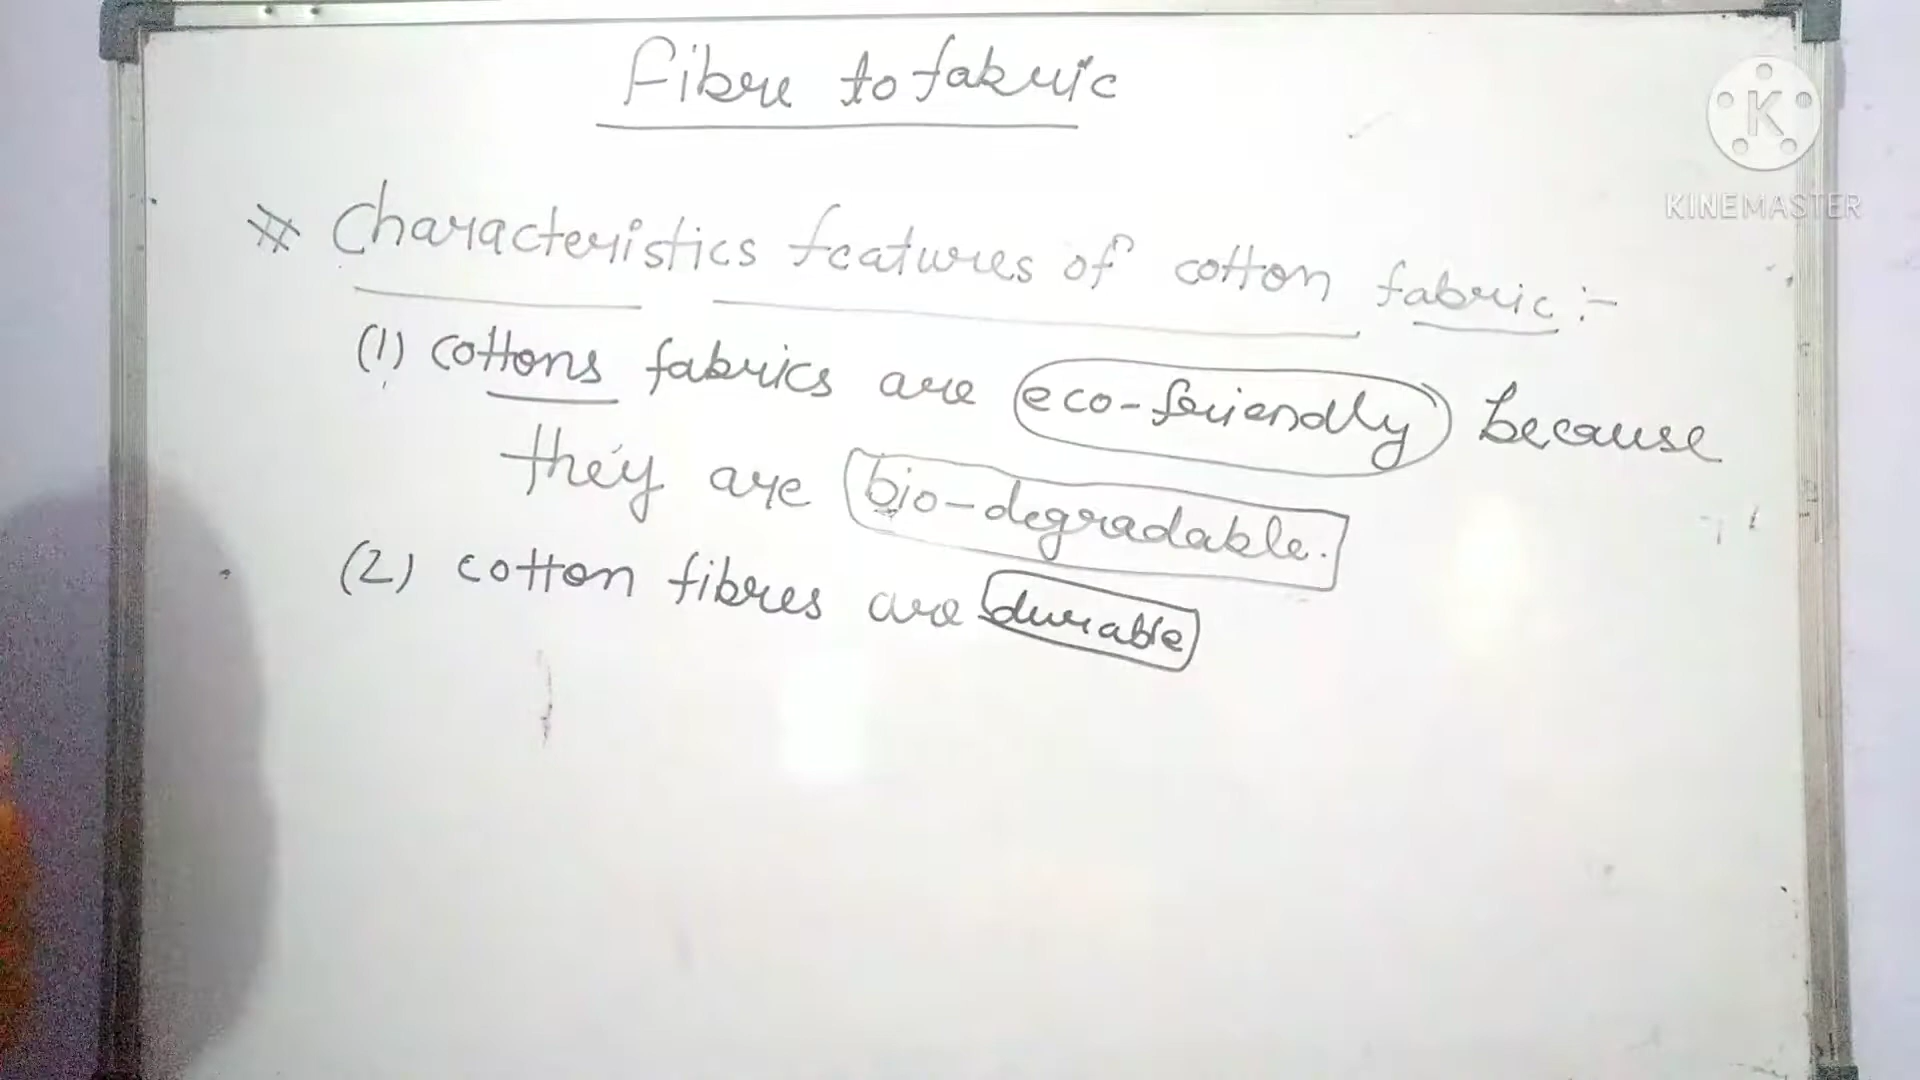 Fibre to fabric
K
KINEMASTER
* Characteristics features of cotton fabric :-
(1) cottons fabrics are eco-friendly because
they are bio-degradable.
(2) cotton fibres are durable